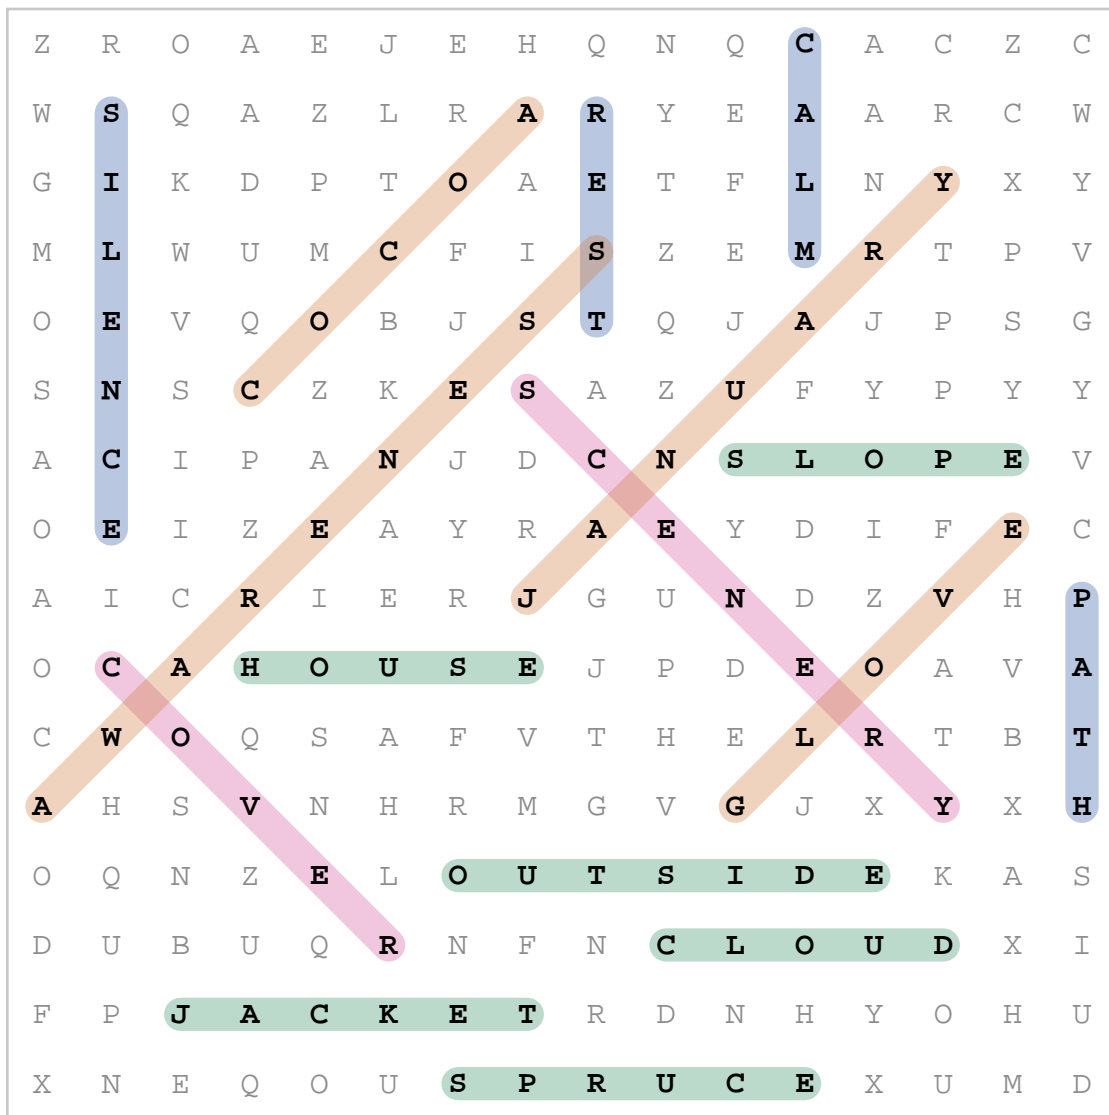 Z R O A E J E H Q N Q C A C Z C
W S Q A Z L R A R Y E A A R C W
G I K D P T O A E T F L N Y X Y
M L W U M C F I S Z E M R T P V
O E V Q O B J S T Q J A J P S G
S N S C Z K E S A Z U F Y P Y Y
A C I P A N J D C N S L O P E V
O E I Z E A Y R A E Y D I F E C
A I C R I E R J G U N D Z V H P
O C A H O U S E J P D E O A V A
C W O Q S A F V T H E L R T B T
A H S V N H R M G V G J X Y X H
O Q N Z E L O U T S I D E K A S
D U B U Q R N F N C L O U D X I
F P J A C K E T R D N H Y O H U
X N E Q O U S P R U C E X U M D